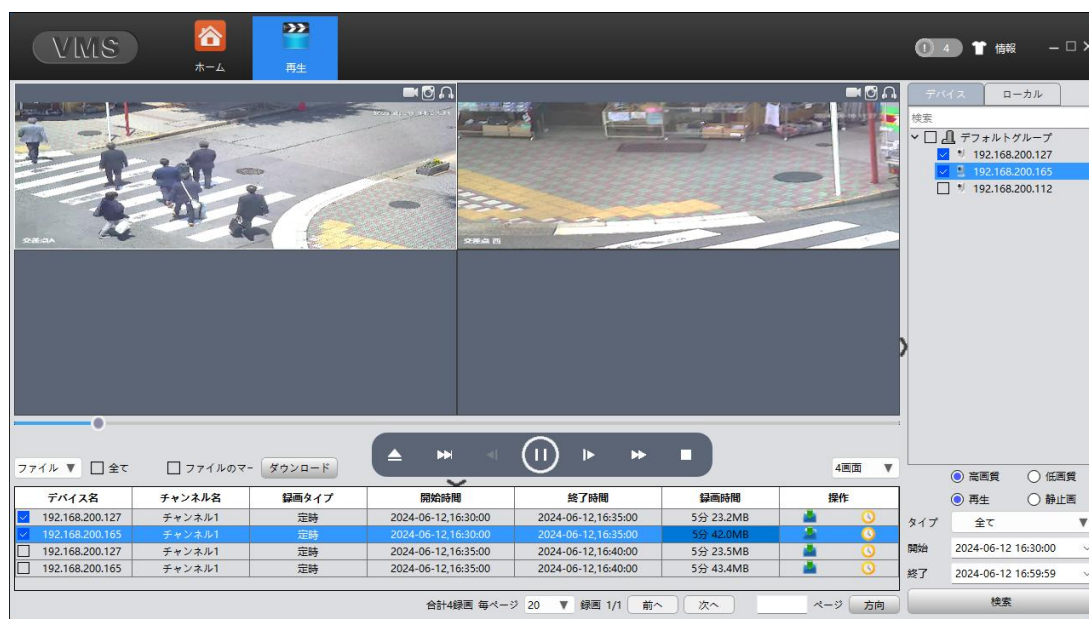 VMS
ホーム
再生
4
情報
デバイス ローカル
検索
デフォルトグループ
192.168.200.127
192.168.200.165
192.168.200.112
交差点A
交差点 西
ファイル 全て ファイルのマー ダウンロード
4画面
デバイス名 チャンネル名 録画タイプ 開始時間 終了時間 録画時間 操作
192.168.200.127 チャンネル1 定時 2024-06-12,16:30:00 2024-06-12,16:35:00 5分 23.2MB
192.168.200.165 チャンネル1 定時 2024-06-12,16:30:00 2024-06-12,16:35:00 5分 42.0MB
192.168.200.127 チャンネル1 定時 2024-06-12,16:35:00 2024-06-12,16:40:00 5分 23.5MB
192.168.200.165 チャンネル1 定時 2024-06-12,16:35:00 2024-06-12,16:40:00 5分 43.4MB
合計4録画 毎ページ 20 録画 1/1 前へ 次へ ページ 方向
高画質 低画質
再生 静止画
タイプ 全て
開始 2024-06-12 16:30:00
終了 2024-06-12 16:59:59
検索